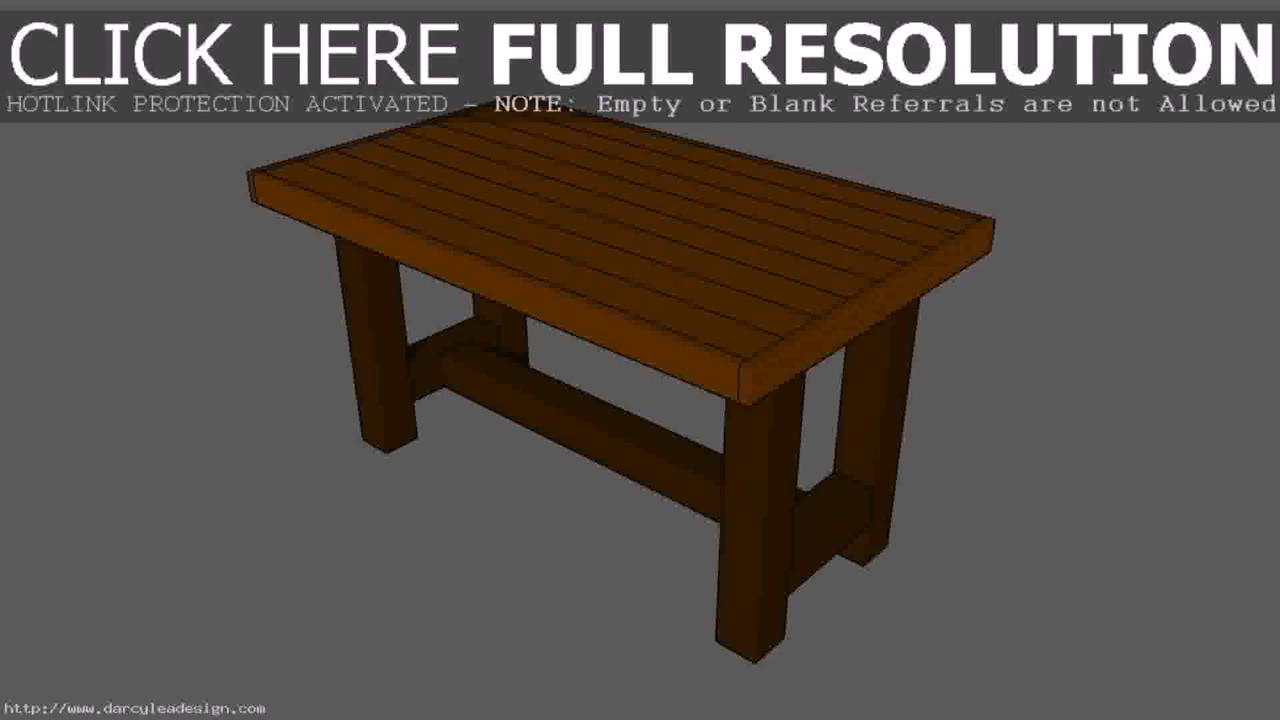 CLICK HERE FULL RESOLUTION
HOTLINK PROTECTION ACTIVATED - NOTE: Empty or Blank Referrals are not Allowed
http://www.darcyleadesign.com